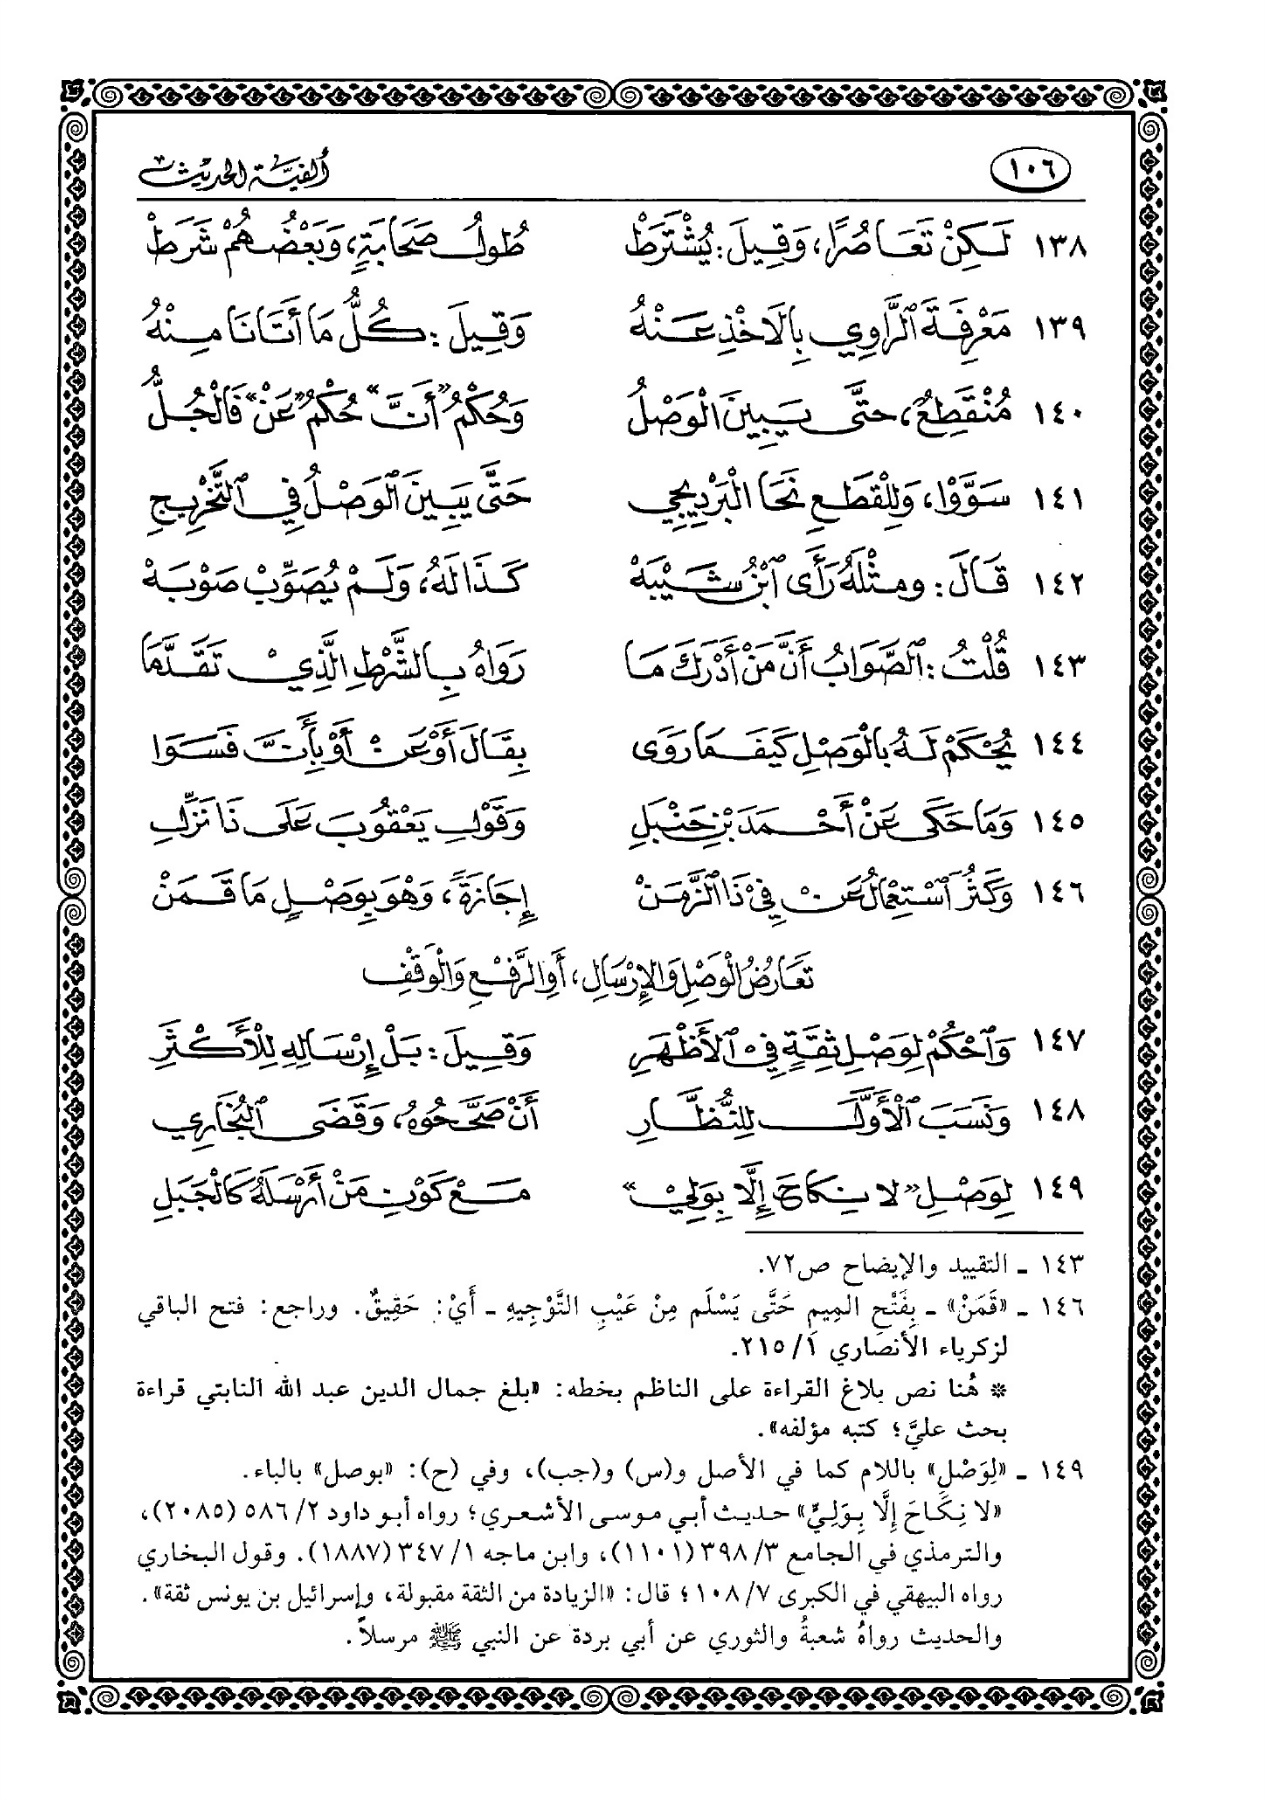 ١٠٦ ألفية الحديث
١٣٨ لَكِنْ تَعَاصُرًا، وَقِيلَ: يُشْتَرَطْ طُولُ صَحَابَةٍ، وَبَعْضُهُمْ شَرَطْ
١٣٩ مَعْرِفَةَ الرَّاوِي بِالَاخْذِ عَنْهُ وَقِيلَ: كُلُّ مَا أَتَانَا مِنْهُ
١٤٠ مُنْقَطِعٌ، حتَّى يَبِينَ الْوَصْلُ وَحُكْمُ «أَنَّ» حُكْمُ «عَنْ» فَالْجُلُّ
١٤١ سَوَّوْا، وَلِلْقَطْعِ نَحَا الْبَرْدِيجِي حَتَّى يَبِينَ الْوَصْلُ فِي التَّخْرِيجِ
١٤٢ قَالَ: ومِثْلَهُ رَأَى ابْنُ شَيْبَهْ كَذَا لَهُ، وَلَمْ يُصَوِّبْ صَوْبَهْ
١٤٣ قُلْتُ: الصَّوَابُ أَنَّ مَنْ أَدْرَكَ مَا رَوَاهُ بِالشَّرْطِ الَّذِيْ تَقَدَّمَا
١٤٤ يُحْكَمْ لَهُ بِالْوَصْلِ كَيفَمَا رَوَى بِقَالَ أَوْ عَنْ أَوْ بِأَنَّ فَسَوَا
١٤٥ وَمَا حَكَى عَنْ أَحْمَدَ بْنِ حَنْبَلِ وَقَوْلِ يَعْقُوبَ عَلَى ذَا نَزِّلِ
١٤٦ وَكَثُرَ اسْتِعْمَالُ عَنْ فِيْ ذَا الزَّمَنْ إِجَازَةً، وَهْوَ بِوَصْلٍ مَا قَمَنْ
تَعَارُضُ الْوَصْلِ وَالإِرْسَالِ، أَوِ الرَّفْعِ وَالْوَقْفِ
١٤٧ وَاحْكُمْ لِوَصْلِ ثِقَةٍ فِيْ الْأَظْهَرِ وَقِيلَ: بَلْ إِرْسَالِهِ لِلْأَكْثَرِ
١٤٨ وَنَسَبَ الْأَوَّلَ لِلنُّظَّارِ أَنْ صَحَّحُوهُ، وَقَضَى الْبُخَارِي
١٤٩ لِوَصْلِ «لا نِكَاحَ إِلَّا بِوَلِيْ» مَعْ كَوْنِ مَنْ أَرْسَلَهُ كَالْجَبَلِ
١٤٣ ـ التقييد والإيضاح ص٧٢.
١٤٦ ـ «قَمَنْ» ـ بِفَتْحِ المِيمِ حَتَّى يَسْلَم مِنْ عَيْبِ التَّوْجِيهِ ـ أَيْ: حَقِيقٌ. وراجع: فتح الباقي
لزكرياء الأنصاري ١/ ٢١٥.
* هُنا نص بلاغ القراءة على الناظم بخطه: «بلغ جمال الدين عبد الله النابتي قراءة
بحث عليَّ؛ كتبه مؤلفه».
١٤٩ ـ «لِوَصْلِ» باللام كما في الأصل و(س) و(جب)، وفي (ح): «بوصل» بالباء.
«لا نِكَاحَ إِلَّا بِوَلِيٍّ» حديث أبي موسى الأشعري؛ رواه أبو داود ٢/ ٥٨٦ (٢٠٨٥)،
والترمذي في الجامع ٣/ ٣٩٨ (١١٠١)، وابن ماجه ١/ ٣٤٧ (١٨٨٧). وقول البخاري
رواه البيهقي في الكبرى ٧/ ١٠٨؛ قال: «الزيادة من الثقة مقبولة، وإسرائيل بن يونس ثقة».
والحديث رواهُ شعبةُ والثوري عن أبي بردة عن النبي ﷺ مرسلاً.